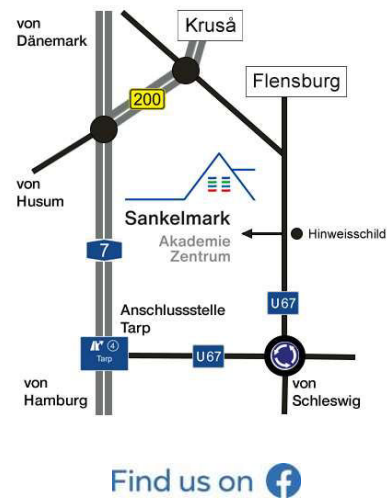 von
Dänemark
Kruså
Flensburg
200
von
Husum
Sankelmark
Akademie
Zentrum
Hinweisschild
7
U67
Anschlussstelle
Tarp
4
Tarp
U67
von
Hamburg
von
Schleswig
Find us on